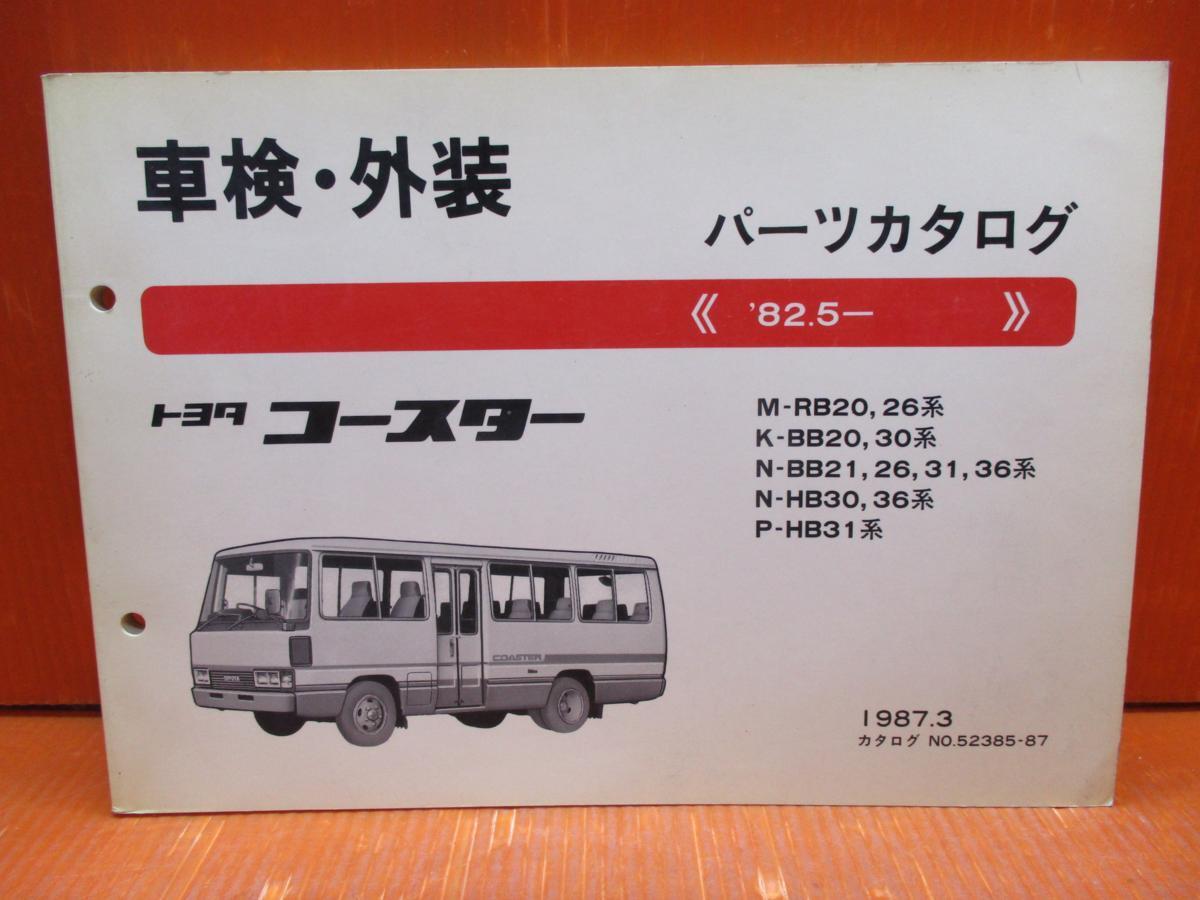 車検・外装
パーツカタログ
《 '82.5― 》
トヨタ コースター
M-RB20, 26系
K-BB20, 30系
N-BB21, 26, 31, 36系
N-HB30, 36系
P-HB31系
COASTER
TOYOTA
1987.3
カタログ NO.52385-87